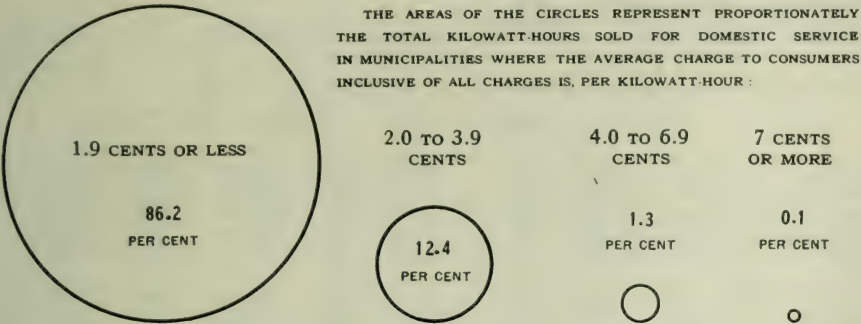 THE AREAS OF THE CIRCLES REPRESENT PROPORTIONATELY
THE TOTAL KILOWATT-HOURS SOLD FOR DOMESTIC SERVICE
IN MUNICIPALITIES WHERE THE AVERAGE CHARGE TO CONSUMERS
INCLUSIVE OF ALL CHARGES IS, PER KILOWATT-HOUR :
1.9 CENTS OR LESS
86.2
PER CENT
2.0 TO 3.9
CENTS
12.4
PER CENT
4.0 TO 6.9
CENTS
1.3
PER CENT
7 CENTS
OR MORE
0.1
PER CENT